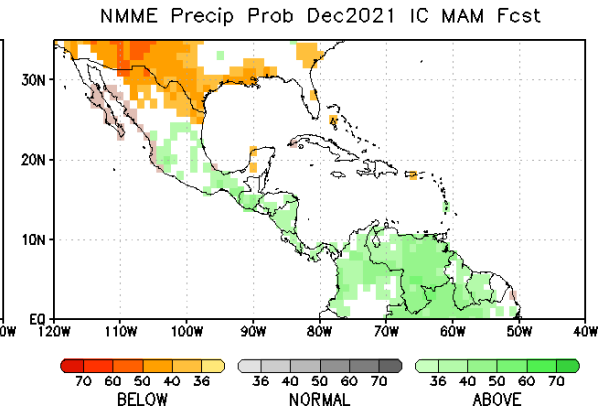 NMME Precip Prob Dec2021 IC MAM Fcst
30N
20N
10N
EQ
0W 120W 110W 100W 90W 80W 70W 60W 50W 40W
70 60 50 40 36 36 40 60 70 36 40 50 60 70
BELOW NORMAL ABOVE